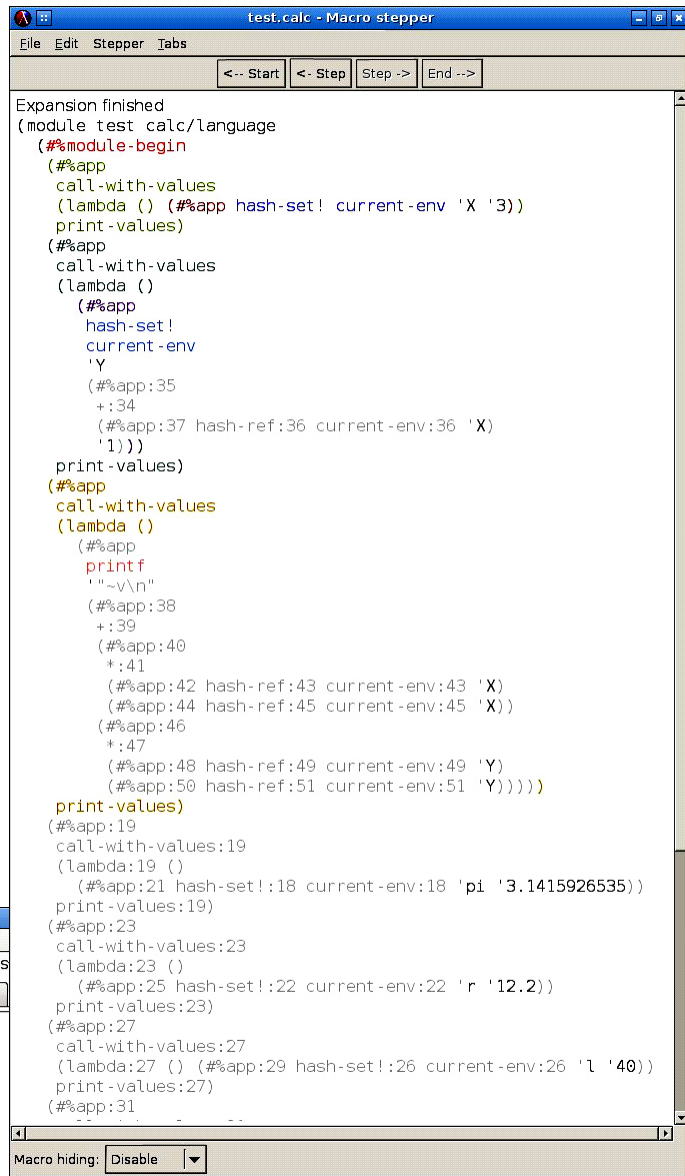 test.calc - Macro stepper
File Edit Stepper Tabs
<-- Start <- Step Step -> End -->
Expansion finished
(module test calc/language
(#%module-begin
(#%app
call-with-values
(lambda () (#%app hash-set! current-env 'X '3))
print-values)
(#%app
call-with-values
(lambda ()
(#%app
hash-set!
current-env
'Y
(#%app:35
+:34
(#%app:37 hash-ref:36 current-env:36 'X)
'1)))
print-values)
(#%app
call-with-values
(lambda ()
(#%app
printf
'"~v\n"
(#%app:38
+:39
(#%app:40
*:41
(#%app:42 hash-ref:43 current-env:43 'X)
(#%app:44 hash-ref:45 current-env:45 'X))
(#%app:46
*:47
(#%app:48 hash-ref:49 current-env:49 'Y)
(#%app:50 hash-ref:51 current-env:51 'Y)))))
print-values)
(#%app:19
call-with-values:19
(lambda:19 ()
(#%app:21 hash-set!:18 current-env:18 'pi '3.1415926535))
print-values:19)
(#%app:23
call-with-values:23
(lambda:23 ()
(#%app:25 hash-set!:22 current-env:22 'r '12.2))
print-values:23)
(#%app:27
call-with-values:27
(lambda:27 () (#%app:29 hash-set!:26 current-env:26 'l '40))
print-values:27)
(#%app:31
Macro hiding: Disable